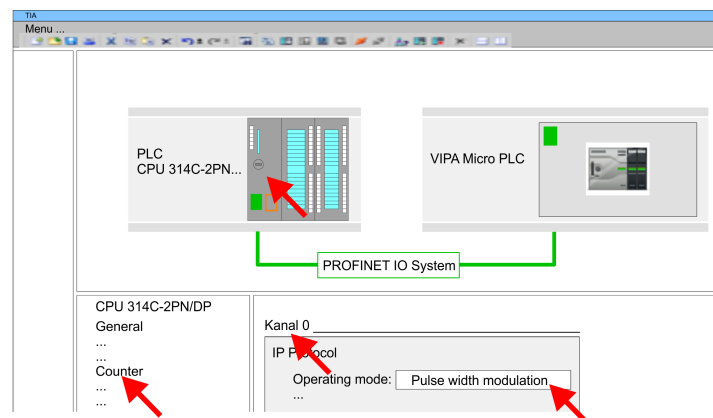 TIA
Menu ...
PLC
CPU 314C-2PN...
VIPA Micro PLC
PROFINET IO System
CPU 314C-2PN/DP
General
...
...
Counter
...
...
Kanal 0
IP Protocol
Operating mode: Pulse width modulation
...